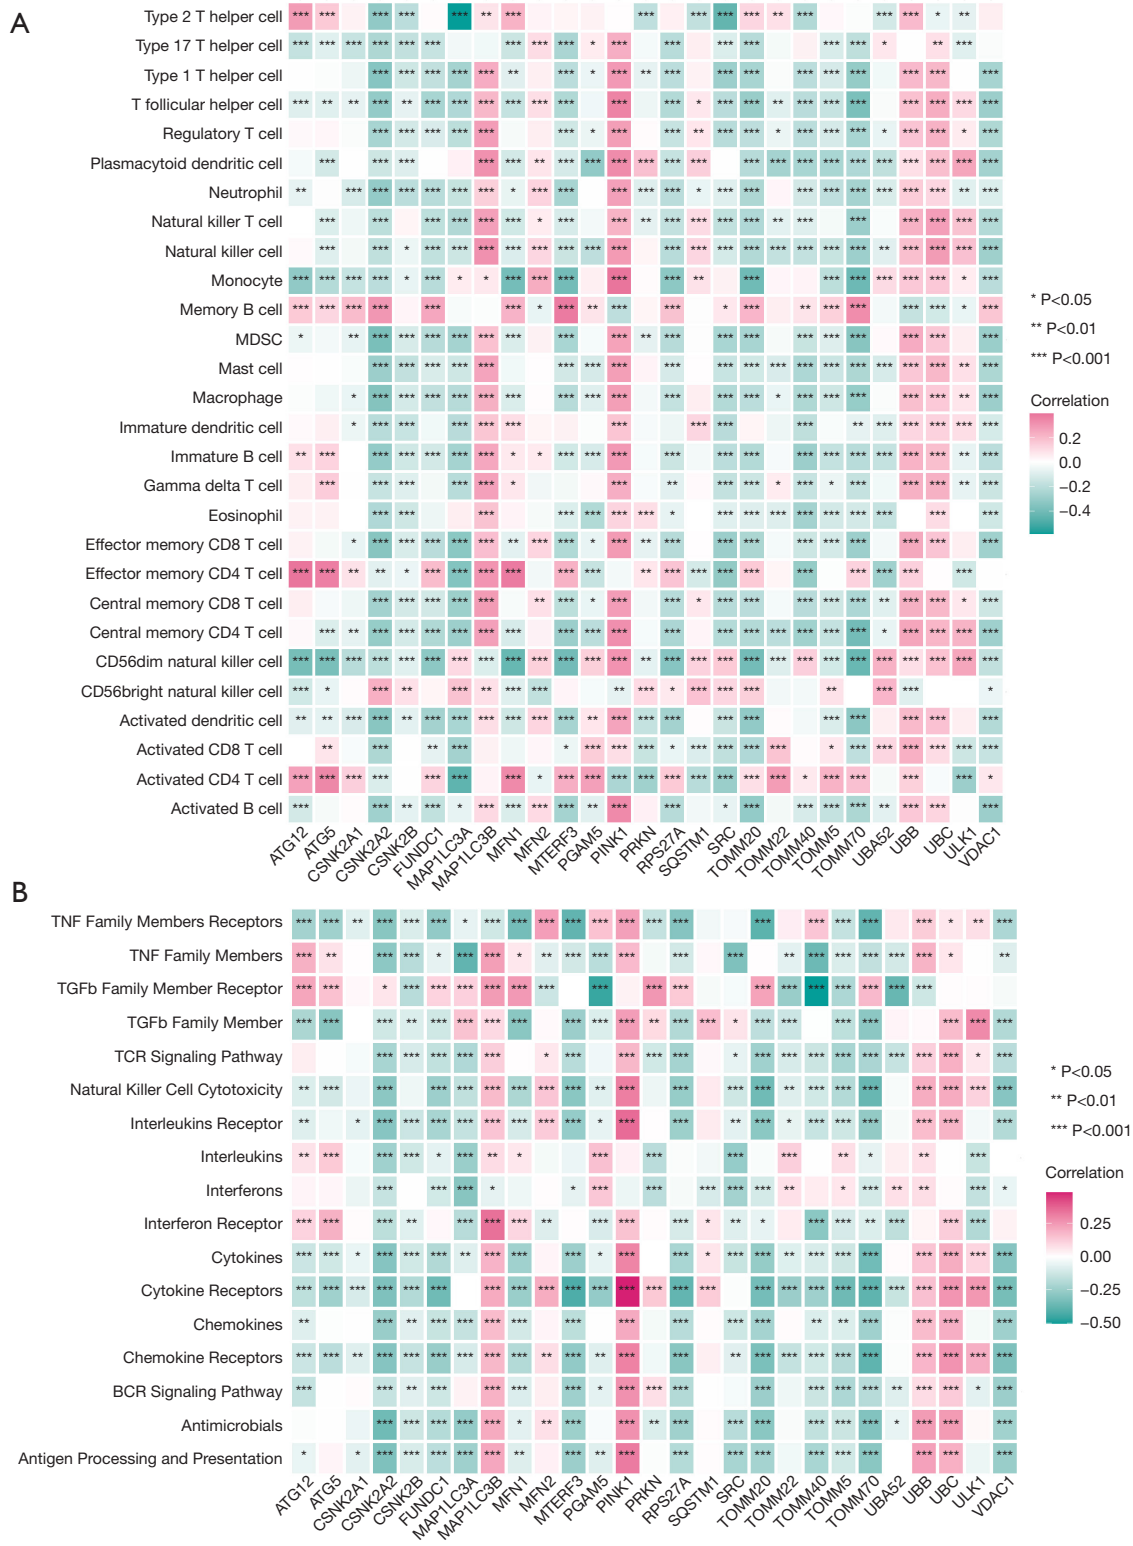 A
Type 2 T helper cell
Type 17 T helper cell
Type 1 T helper cell
T follicular helper cell
Regulatory T cell
Plasmacytoid dendritic cell
Neutrophil
Natural killer T cell
Natural killer cell
Monocyte
Memory B cell
MDSC
Mast cell
Macrophage
Immature dendritic cell
Immature B cell
Gamma delta T cell
Eosinophil
Effector memory CD8 T cell
Effector memory CD4 T cell
Central memory CD8 T cell
Central memory CD4 T cell
CD56dim natural killer cell
CD56bright natural killer cell
Activated dendritic cell
Activated CD8 T cell
Activated CD4 T cell
Activated B cell
ATG12
ATG5
CSNK2A1
CSNK2A2
CSNK2B
FUNDC1
MAP1LC3A
MAP1LC3B
MFN1
MFN2
MTERF3
PGAM5
PINK1
PRKN
RPS27A
SQSTM1
SRC
TOMM20
TOMM22
TOMM40
TOMM5
TOMM70
UBA52
UBB
UBC
ULK1
VDAC1
* P<0.05
** P<0.01
*** P<0.001
Correlation
0.2
0.0
−0.2
−0.4
B
TNF Family Members Receptors
TNF Family Members
TGFb Family Member Receptor
TGFb Family Member
TCR Signaling Pathway
Natural Killer Cell Cytotoxicity
Interleukins Receptor
Interleukins
Interferons
Interferon Receptor
Cytokines
Cytokine Receptors
Chemokines
Chemokine Receptors
BCR Signaling Pathway
Antimicrobials
Antigen Processing and Presentation
ATG12
ATG5
CSNK2A1
CSNK2A2
CSNK2B
FUNDC1
MAP1LC3A
MAP1LC3B
MFN1
MFN2
MTERF3
PGAM5
PINK1
PRKN
RPS27A
SQSTM1
SRC
TOMM20
TOMM22
TOMM40
TOMM5
TOMM70
UBA52
UBB
UBC
ULK1
VDAC1
* P<0.05
** P<0.01
*** P<0.001
Correlation
0.25
0.00
−0.25
−0.50